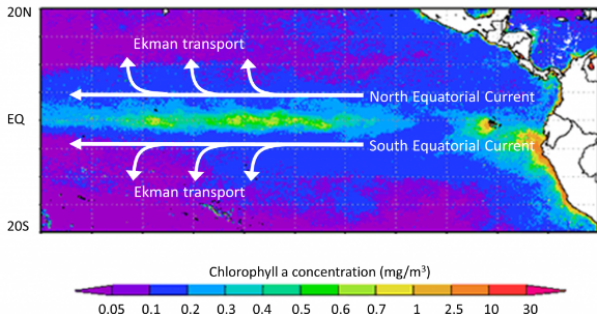 20N
Ekman transport
North Equatorial Current
EQ
South Equatorial Current
Ekman transport
20S
Chlorophyll a concentration (mg/m³)
0.05 0.1 0.2 0.3 0.4 0.5 0.6 0.7 1 2.5 10 30